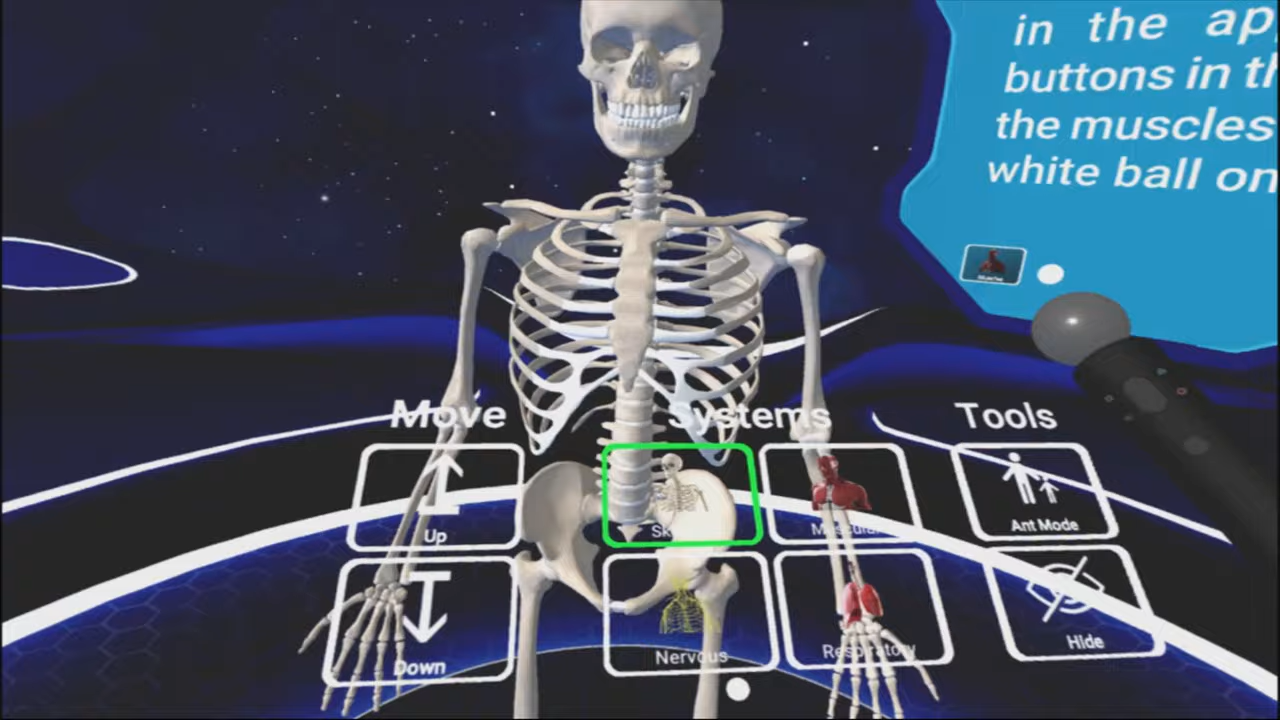 in the ap
buttons in th
the muscles
white ball on
Move
Systems
Tools
Up
Ant Mode
Down
Nervous
Respiratory
Hide